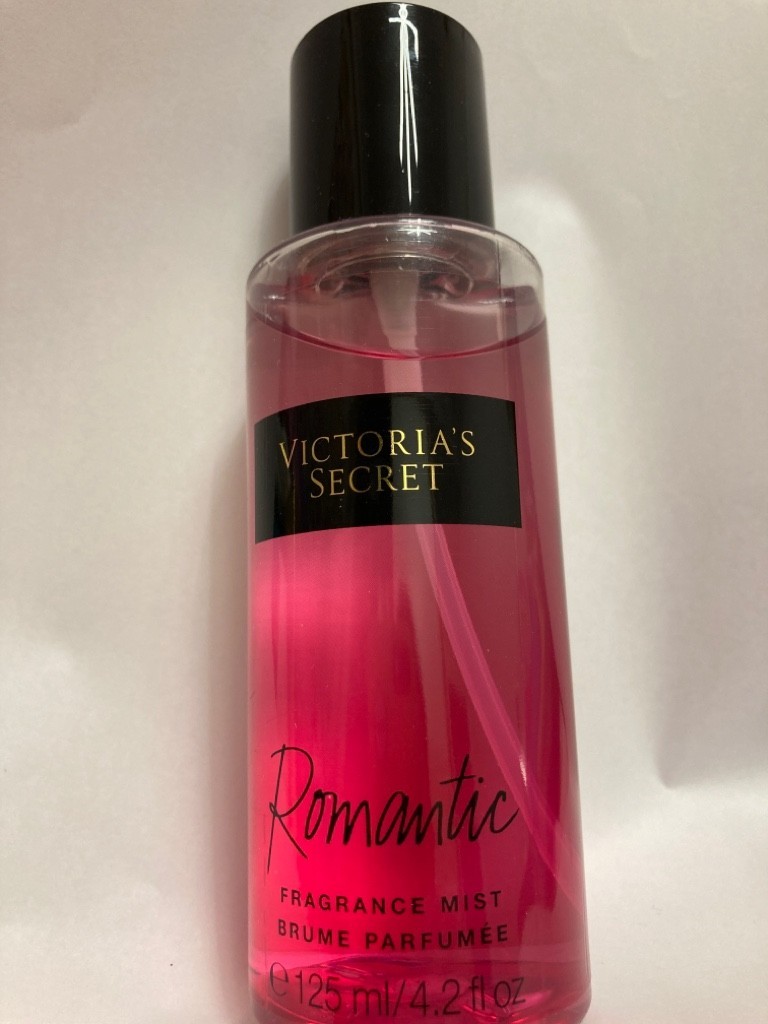 VICTORIA'S
SECRET
Romantic
FRAGRANCE MIST
BRUME PARFUMÉE
℮125 ml/4.2 fl oz